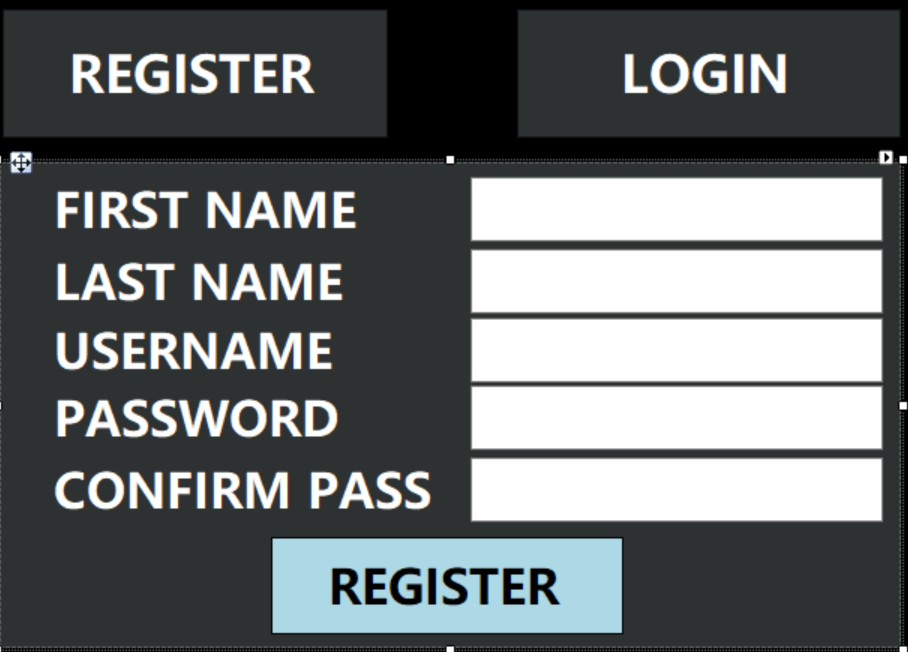 REGISTER LOGIN
FIRST NAME
LAST NAME
USERNAME
PASSWORD
CONFIRM PASS
REGISTER